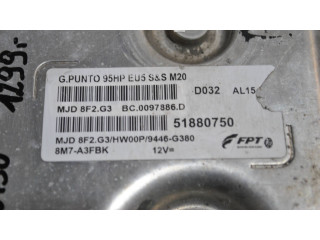 G.PUNTO 95HP EU5 S&S M20
D032 AL15
MJD 8F2.G3 BC.0097886.D
51880750
MJD 8F2.G3/HW00P/9446-G380
8M7-A3FBK 12V=
FPT
1299,-